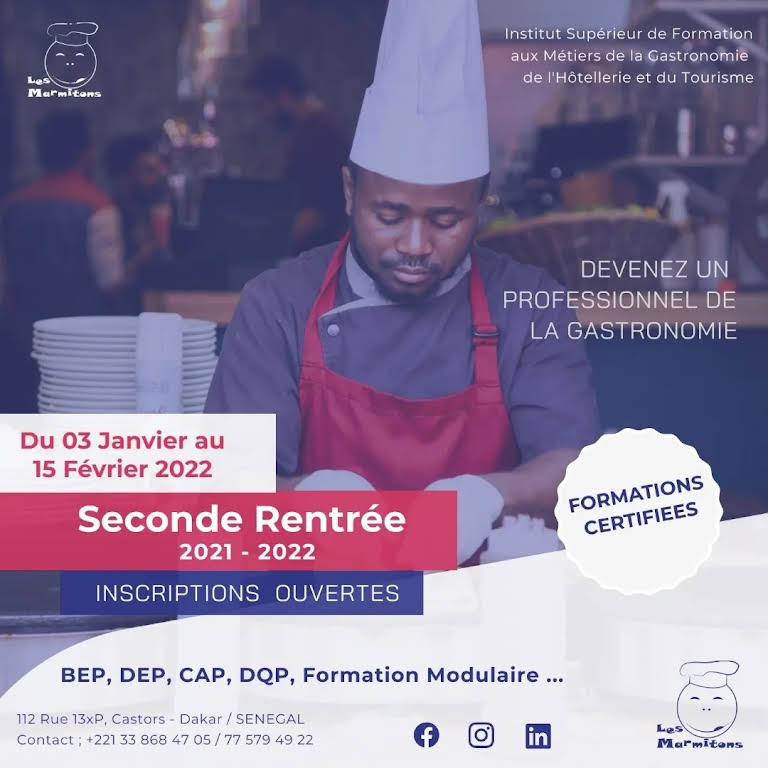 Les
Marmitons
Institut Supérieur de Formation
aux Métiers de la Gastronomie
de l'Hôtellerie et du Tourisme
DEVENEZ UN
PROFESSIONNEL DE
LA GASTRONOMIE
Du 03 Janvier au
15 Février 2022
Seconde Rentrée
2021 - 2022
INSCRIPTIONS OUVERTES
FORMATIONS
CERTIFIEES
BEP, DEP, CAP, DQP, Formation Modulaire ...
112 Rue 13xP, Castors - Dakar / SENEGAL
Contact ; +221 33 868 47 05 / 77 579 49 22
Les
Marmitons